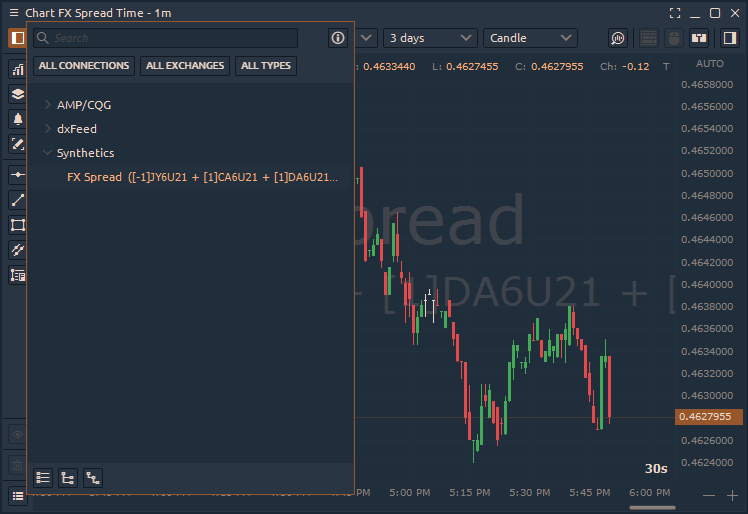 Chart FX Spread Time - 1m
Search
3 days
Candle
ALL CONNECTIONS
ALL EXCHANGES
ALL TYPES
: 0.4633440
L: 0.4627455
C: 0.4627955
Ch: -0.12
T
AUTO
AMP/CQG
dxFeed
Synthetics
FX Spread ([-1]JY6U21 + [1]CA6U21 + [1]DA6U21...
pread
+ [1]DA6U21 + [
0.4658000
0.4656000
0.4654000
0.4652000
0.4650000
0.4648000
0.4646000
0.4644000
0.4642000
0.4640000
0.4638000
0.4636000
0.4634000
0.4632000
0.4630000
0.4627955
0.4626000
0.4624000
30s
5:00 PM
5:15 PM
5:30 PM
5:45 PM
6:00 PM